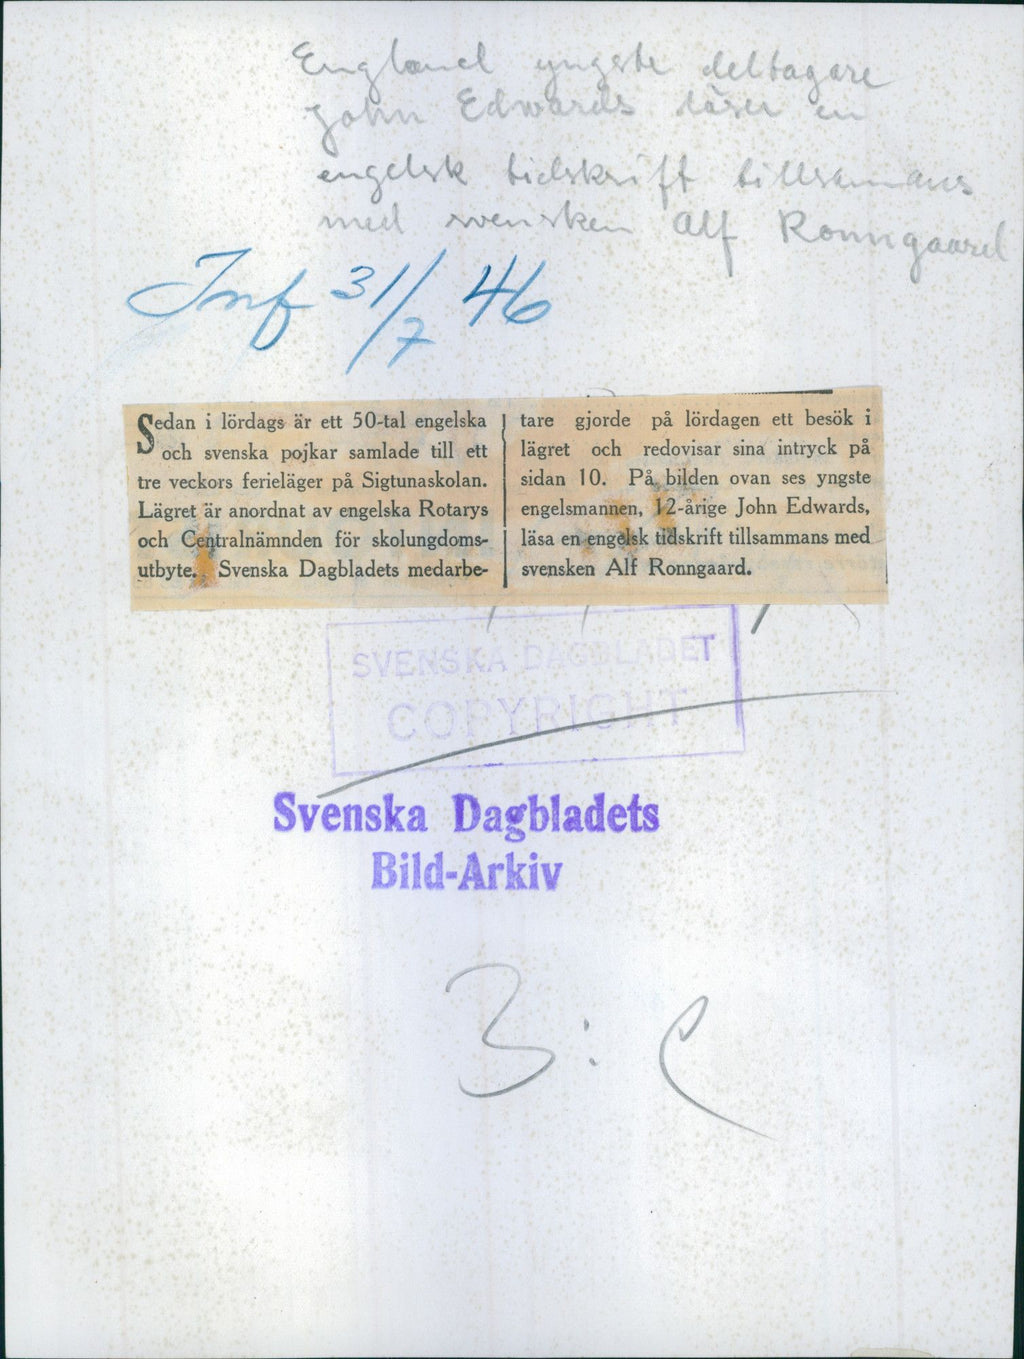 England yngste deltagare
John Edwards läser en
engelsk tidskrift tillsammans
med svensken Alf Ronngaard
Inf 31/7 46
Sedan i lördags är ett 50-tal engelska
och svenska pojkar samlade till ett
tre veckors ferieläger på Sigtunaskolan.
Lägret är anordnat av engelska Rotarys
och Centralnämnden för skolungdoms-
utbyte. Svenska Dagbladets medarbe-
tare gjorde på lördagen ett besök i
lägret och redovisar sina intryck på
sidan 10. På bilden ovan ses yngste
engelsmannen, 12-årige John Edwards,
läsa en engelsk tidskrift tillsammans med
svensken Alf Ronngaard.
SVENSKA DAGBLADET
COPYRIGHT
Svenska Dagbladets
Bild-Arkiv